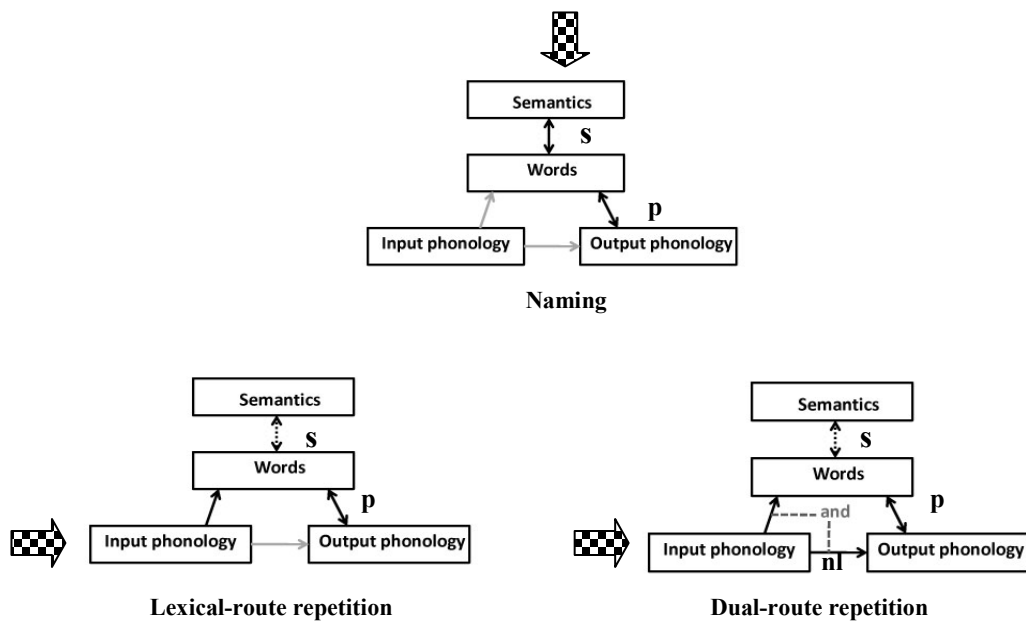 Semantics
s
Words
p
Input phonology
Output phonology
Naming
Semantics
s
Words
p
Input phonology
Output phonology
Lexical-route repetition
Semantics
s
Words
p
and
Input phonology
nl
Output phonology
Dual-route repetition